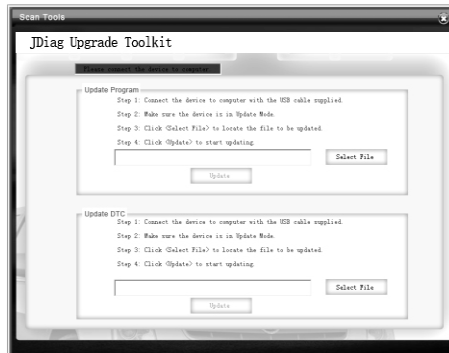 Scan Tools
JDiag Upgrade Toolkit
Please connect the device to computer
Update Program
Step 1: Connect the device to computer with the USB cable supplied.
Step 2: Make sure the device is in Update Mode.
Step 3: Click <Select File> to locate the file to be updated.
Step 4: Click <Update> to start updating.
Select File
Update
Update DTC
Step 1: Connect the device to computer with the USB cable supplied.
Step 2: Make sure the device is in Update Mode.
Step 3: Click <Select File> to locate the file to be updated.
Step 4: Click <Update> to start updating.
Select File
Update